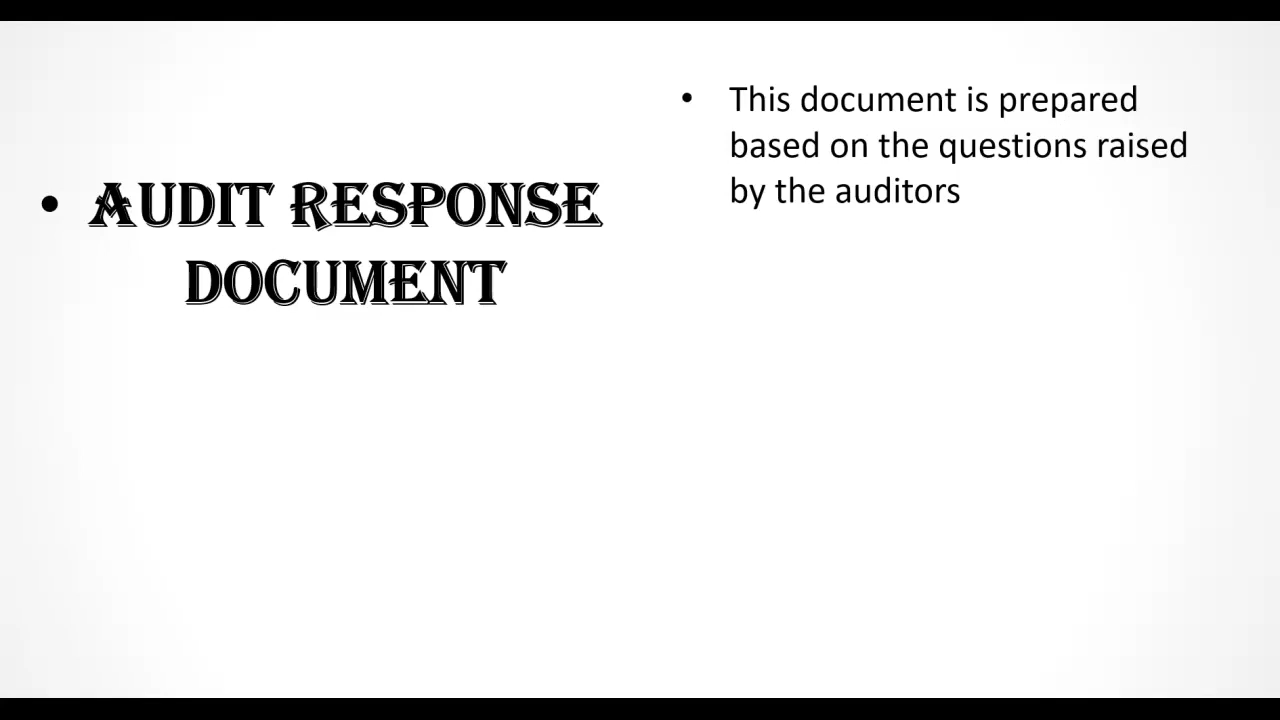 • AUDIT RESPONSE
DOCUMENT
• This document is prepared
based on the questions raised
by the auditors